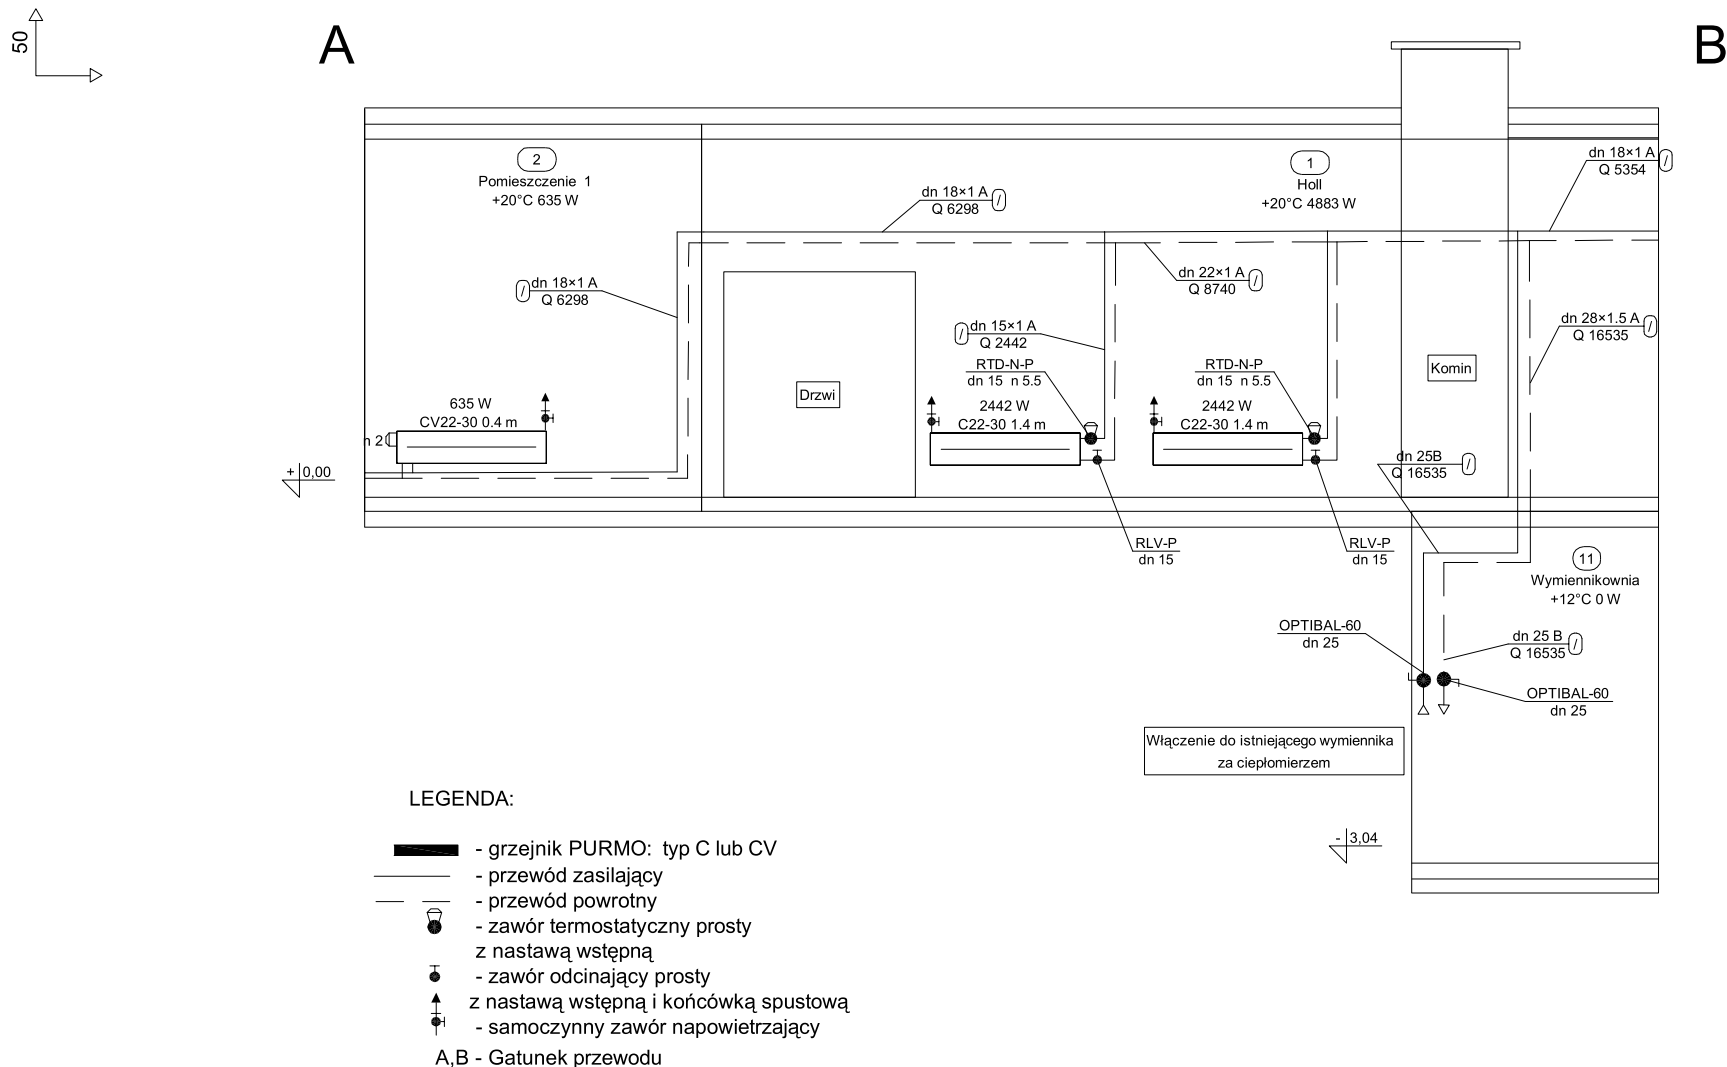 50
A
B
2
Pomieszczenie 1
+20°C 635 W
1
Holl
+20°C 4883 W
dn 18×1 A
Q 5354
dn 18×1 A
Q 6298
dn 18×1 A
Q 6298
dn 22×1 A
Q 8740
dn 15×1 A
Q 2442
dn 28×1.5 A
Q 16535
RTD-N-P
dn 15 n 5.5
RTD-N-P
dn 15 n 5.5
Komin
Drzwi
635 W
CV22-30 0.4 m
n 2
2442 W
C22-30 1.4 m
2442 W
C22-30 1.4 m
+ 0,00
dn 25B
Q 16535
RLV-P
dn 15
RLV-P
dn 15
11
Wymiennikownia
+12°C 0 W
OPTIBAL-60
dn 25
dn 25 B
Q 16535
OPTIBAL-60
dn 25
Włączenie do istniejącego wymiennika
za ciepłomierzem
- 3,04
LEGENDA:
- grzejnik PURMO: typ C lub CV
- przewód zasilający
- przewód powrotny
- zawór termostatyczny prosty
z nastawą wstępną
- zawór odcinający prosty
z nastawą wstępną i końcówką spustową
- samoczynny zawór napowietrzający
A,B - Gatunek przewodu